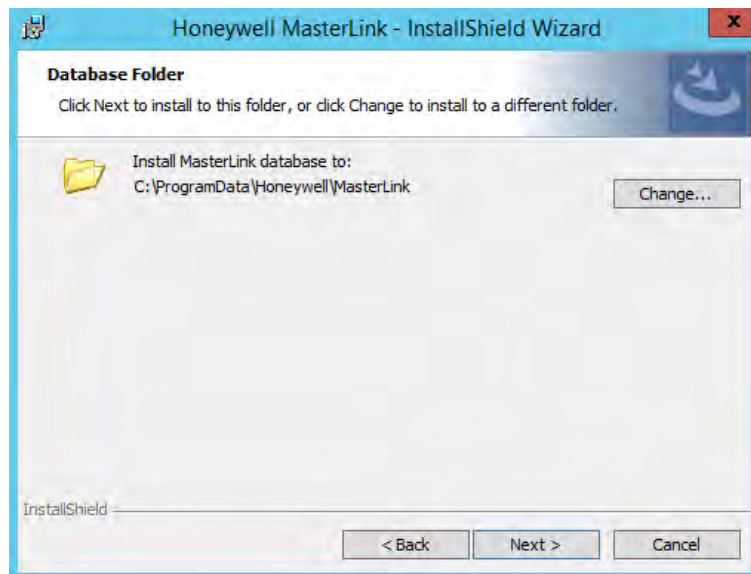 Honeywell MasterLink - InstallShield Wizard
x
Database Folder
Click Next to install to this folder, or click Change to install to a different folder.
Install MasterLink database to:
C:\ProgramData\Honeywell\MasterLink
Change...
InstallShield
< Back Next > Cancel